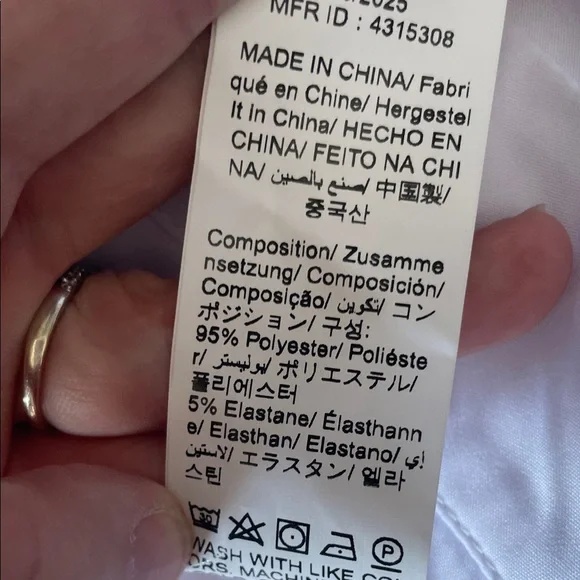 /2025
MFR ID : 4315308
MADE IN CHINA/ Fabri
qué en Chine/ Hergestel
lt In China/ HECHO EN
CHINA/ FEITO NA CHI
NA/ صنع بالصين/ 中国製/
중국산
Composition/ Zusamme
nsetzung/ Composición/
Composição/ تكوين/ コン
ポジション/ 구성:
95% Polyester/ Poliéste
r/ بوليستر/ ポリエステル/
폴리에스터
5% Elastane/ Élasthann
e/ Elasthan/ Elastano/ إي
لاستين/ エラスタン/ 엘라
스틴
30 P
WASH WITH LIKE CO
ORS. MACHIN